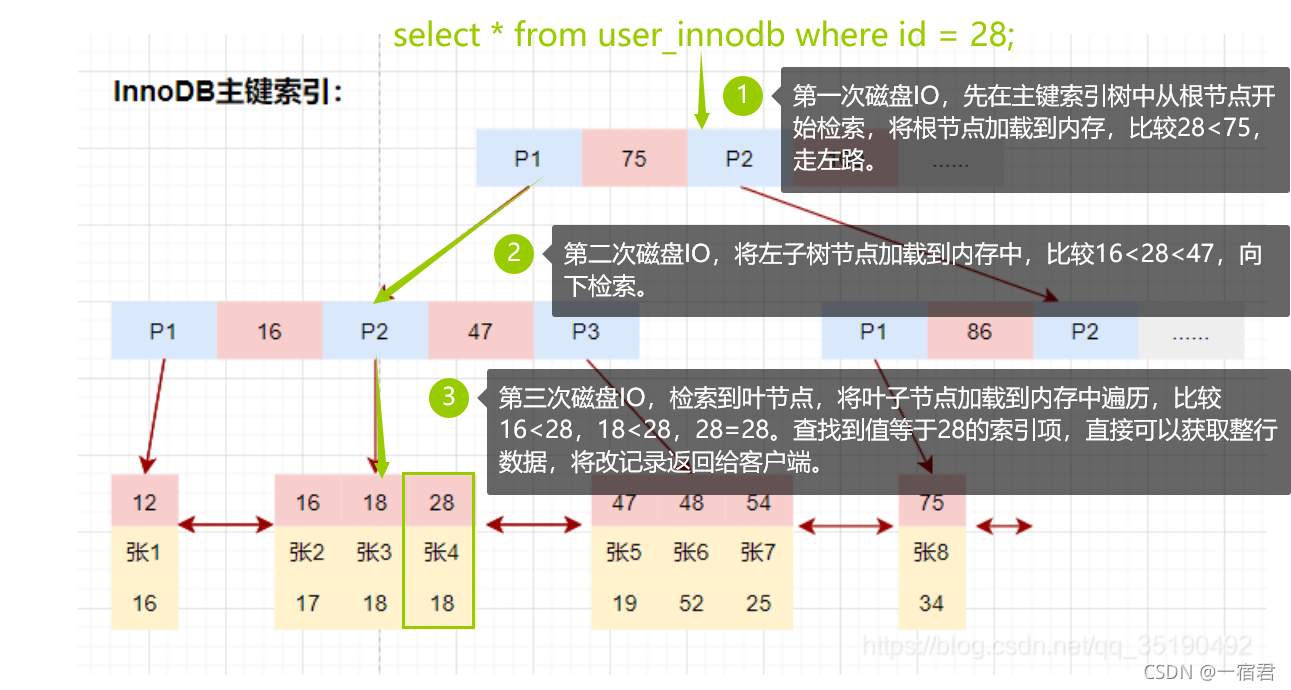 select * from user_innodb where id = 28;
InnoDB主键索引：
1
第一次磁盘IO，先在主键索引树中从根节点开
始检索，将根节点加载到内存，比较28<75，
走左路。
P1 75 P2 ......
2
第二次磁盘IO，将左子树节点加载到内存中，比较16<28<47，向
下检索。
P1 16 P2 47 P3 P1 86 P2 ......
3
第三次磁盘IO，检索到叶节点，将叶子节点加载到内存中遍历，比较
16<28，18<28，28=28。查找到值等于28的索引项，直接可以获取整行
数据，将改记录返回给客户端。
12 16 18 28 47 48 54 75
张1 张2 张3 张4 张5 张6 张7 张8
16 17 18 18 19 52 25 34
https://blog.csdn.net/qq_35190492
CSDN @一宿君